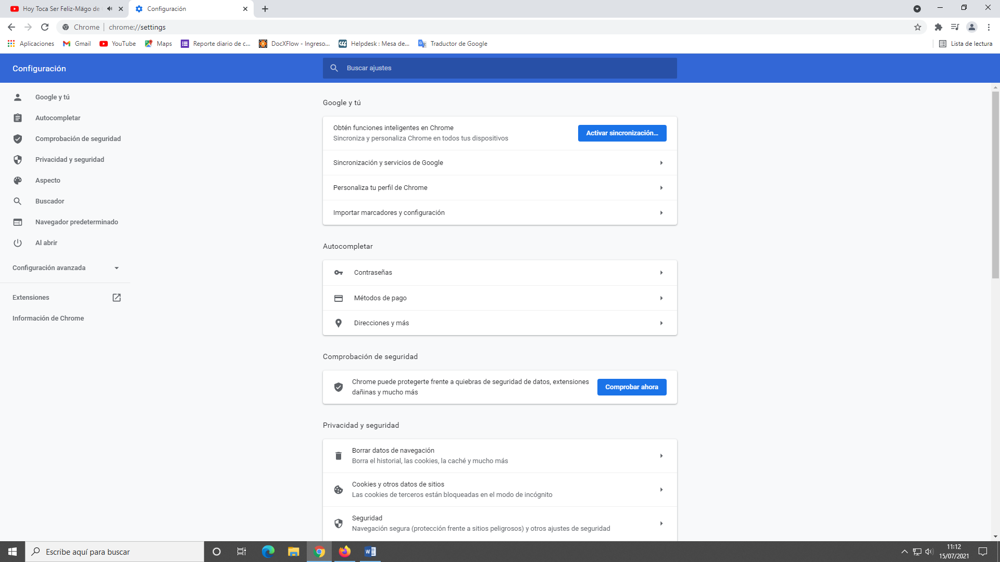 Hoy Toca Ser Feliz-Mägo de
Configuración
Chrome
chrome://settings
Aplicaciones
Gmail
YouTube
Maps
Reporte diario de c...
DocXFlow - Ingreso...
Helpdesk : Mesa de...
Traductor de Google
Lista de lectura
Configuración
Buscar ajustes
Google y tú
Autocompletar
Comprobación de seguridad
Privacidad y seguridad
Aspecto
Buscador
Navegador predeterminado
Al abrir
Configuración avanzada
Extensiones
Información de Chrome
Google y tú
Obtén funciones inteligentes en Chrome
Sincroniza y personaliza Chrome en todos tus dispositivos
Activar sincronización...
Sincronización y servicios de Google
Personaliza tu perfil de Chrome
Importar marcadores y configuración
Autocompletar
Contraseñas
Métodos de pago
Direcciones y más
Comprobación de seguridad
Chrome puede protegerte frente a quiebras de seguridad de datos, extensiones
dañinas y mucho más
Comprobar ahora
Privacidad y seguridad
Borrar datos de navegación
Borra el historial, las cookies, la caché y mucho más
Cookies y otros datos de sitios
Las cookies de terceros están bloqueadas en el modo de incógnito
Seguridad
Navegación segura (protección frente a sitios peligrosos) y otros ajustes de seguridad
Escribe aquí para buscar
11:12
15/07/2021